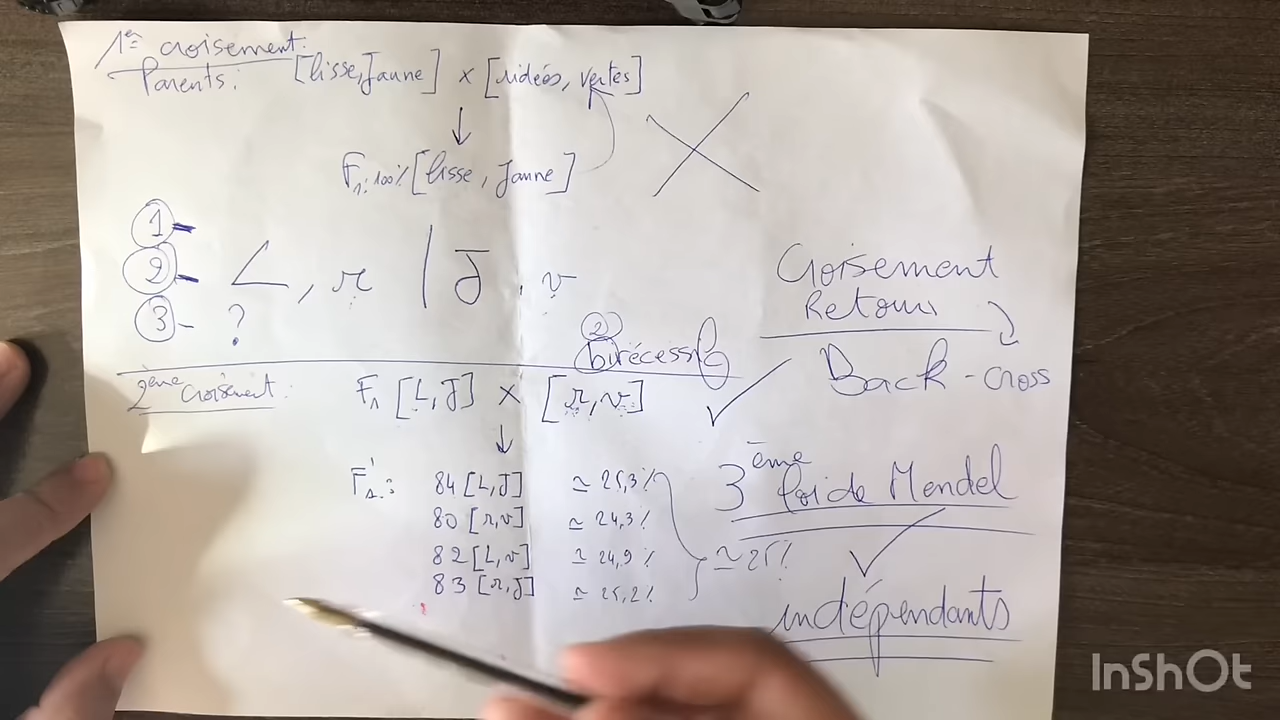 1er croisement:
Parents: [lisse, Jaune] × [ridées, vertes]
↓
F1: 100% [lisse, Jaune]
1-
2- L, r | J, v
3- ?
Croisement
Retour
Back-cross
2
birécessif
2ème croisement: F1 [L,J] × [r,v]
↓
F'1: 84 [L,J] ≃ 25,3%
80 [r,v] ≃ 24,3%
82 [L,v] ≃ 24,9%
83 [r,J] ≃ 25,2%
≃ 25%
3ème loi de Mendel
indépendants
InShOt